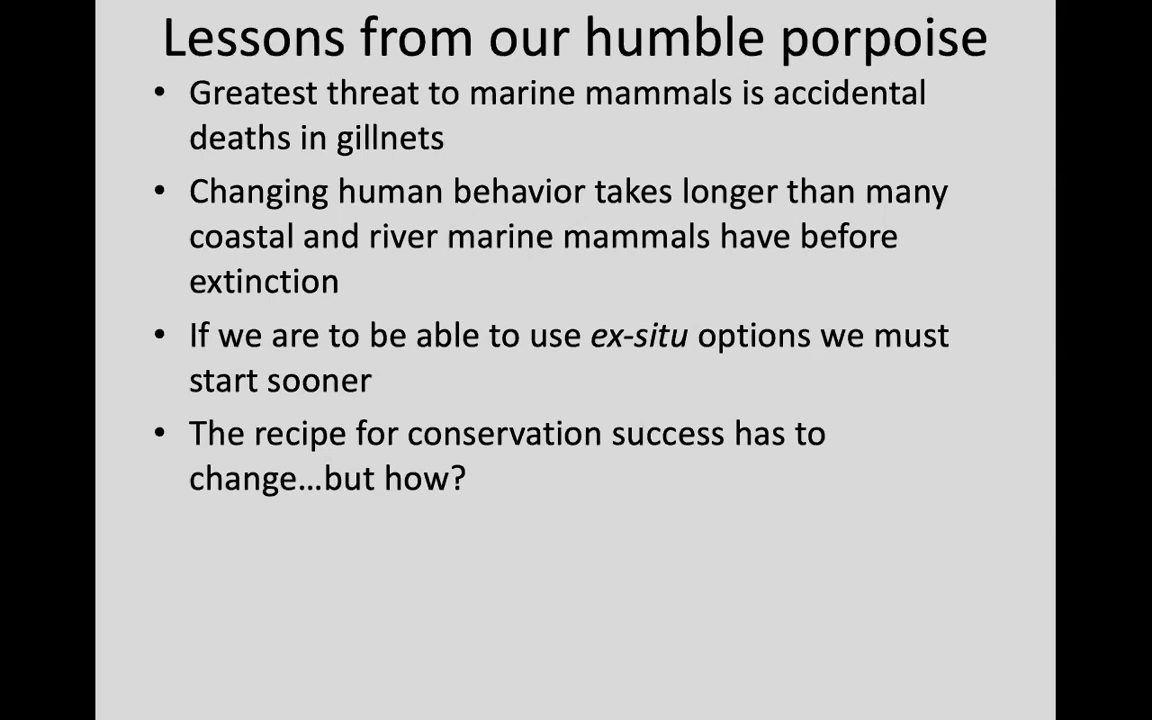 Lessons from our humble porpoise
• Greatest threat to marine mammals is accidental
deaths in gillnets
• Changing human behavior takes longer than many
coastal and river marine mammals have before
extinction
• If we are to be able to use ex-situ options we must
start sooner
• The recipe for conservation success has to
change…but how?